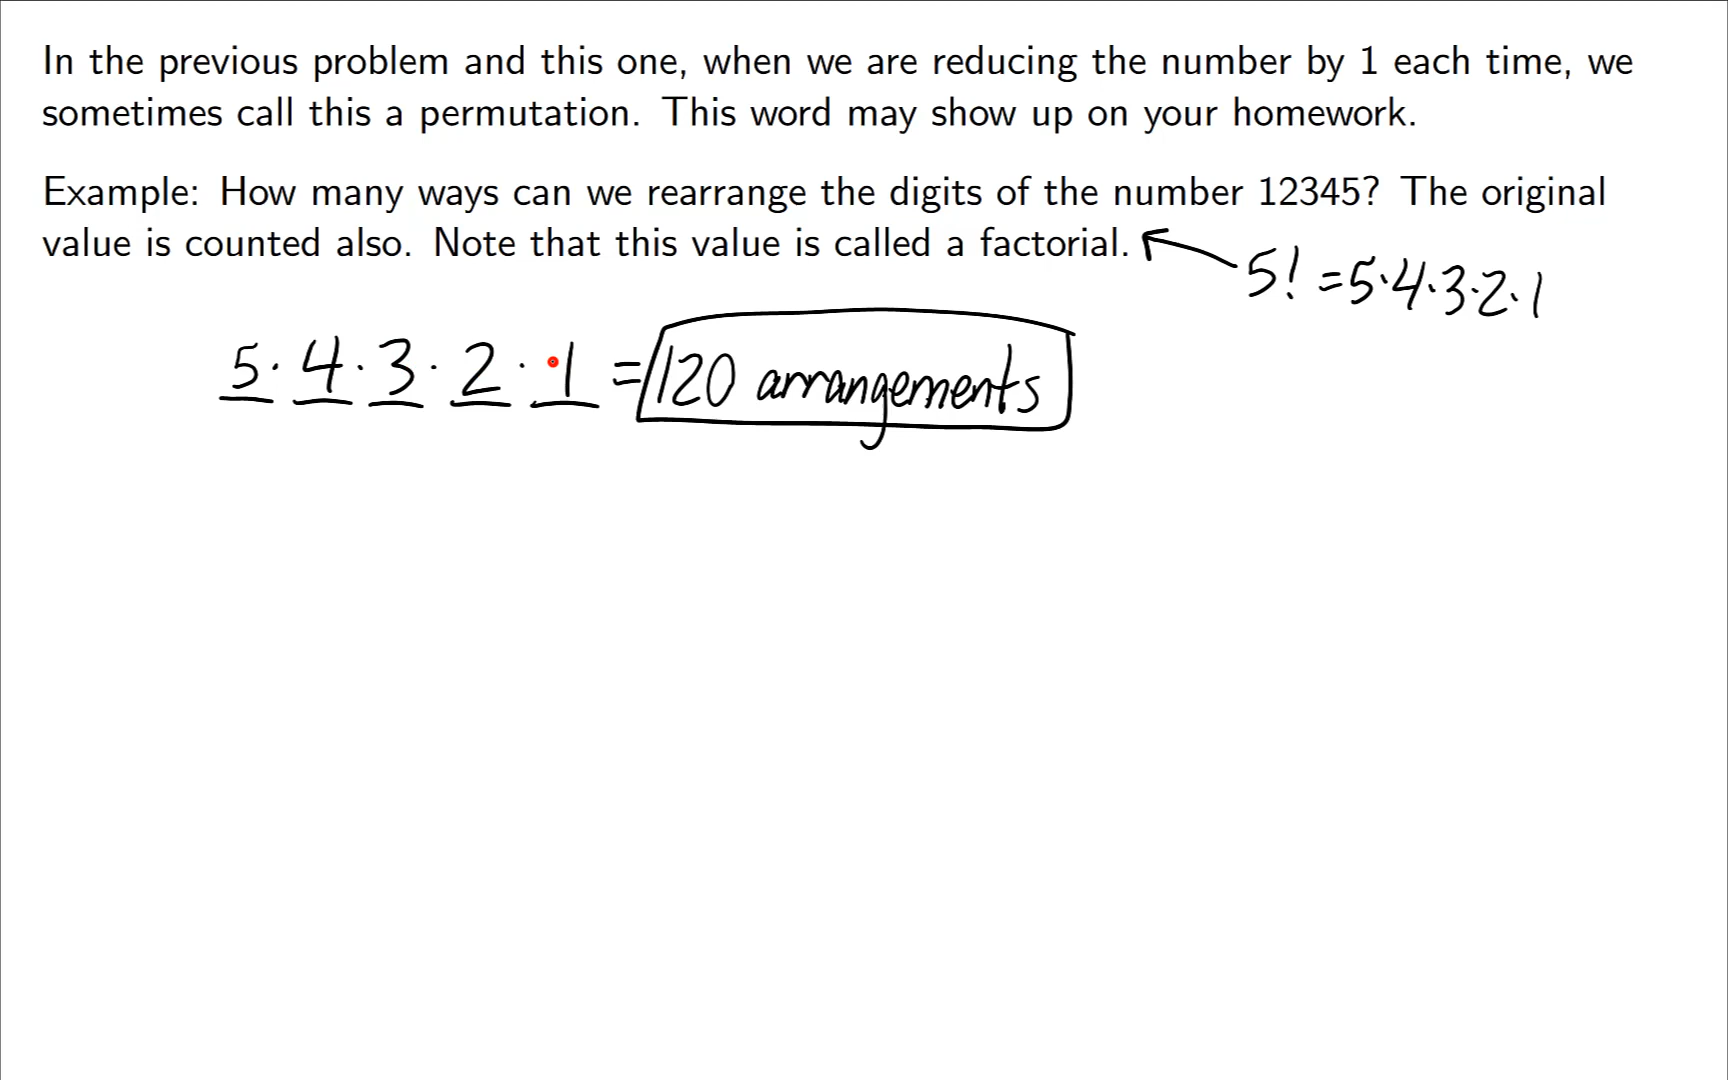 In the previous problem and this one, when we are reducing the number by 1 each time, we
sometimes call this a permutation. This word may show up on your homework.
Example: How many ways can we rearrange the digits of the number 12345? The original
value is counted also. Note that this value is called a factorial.
5! = 5·4·3·2·1
5 · 4 · 3 · 2 · 1 = 120 arrangements